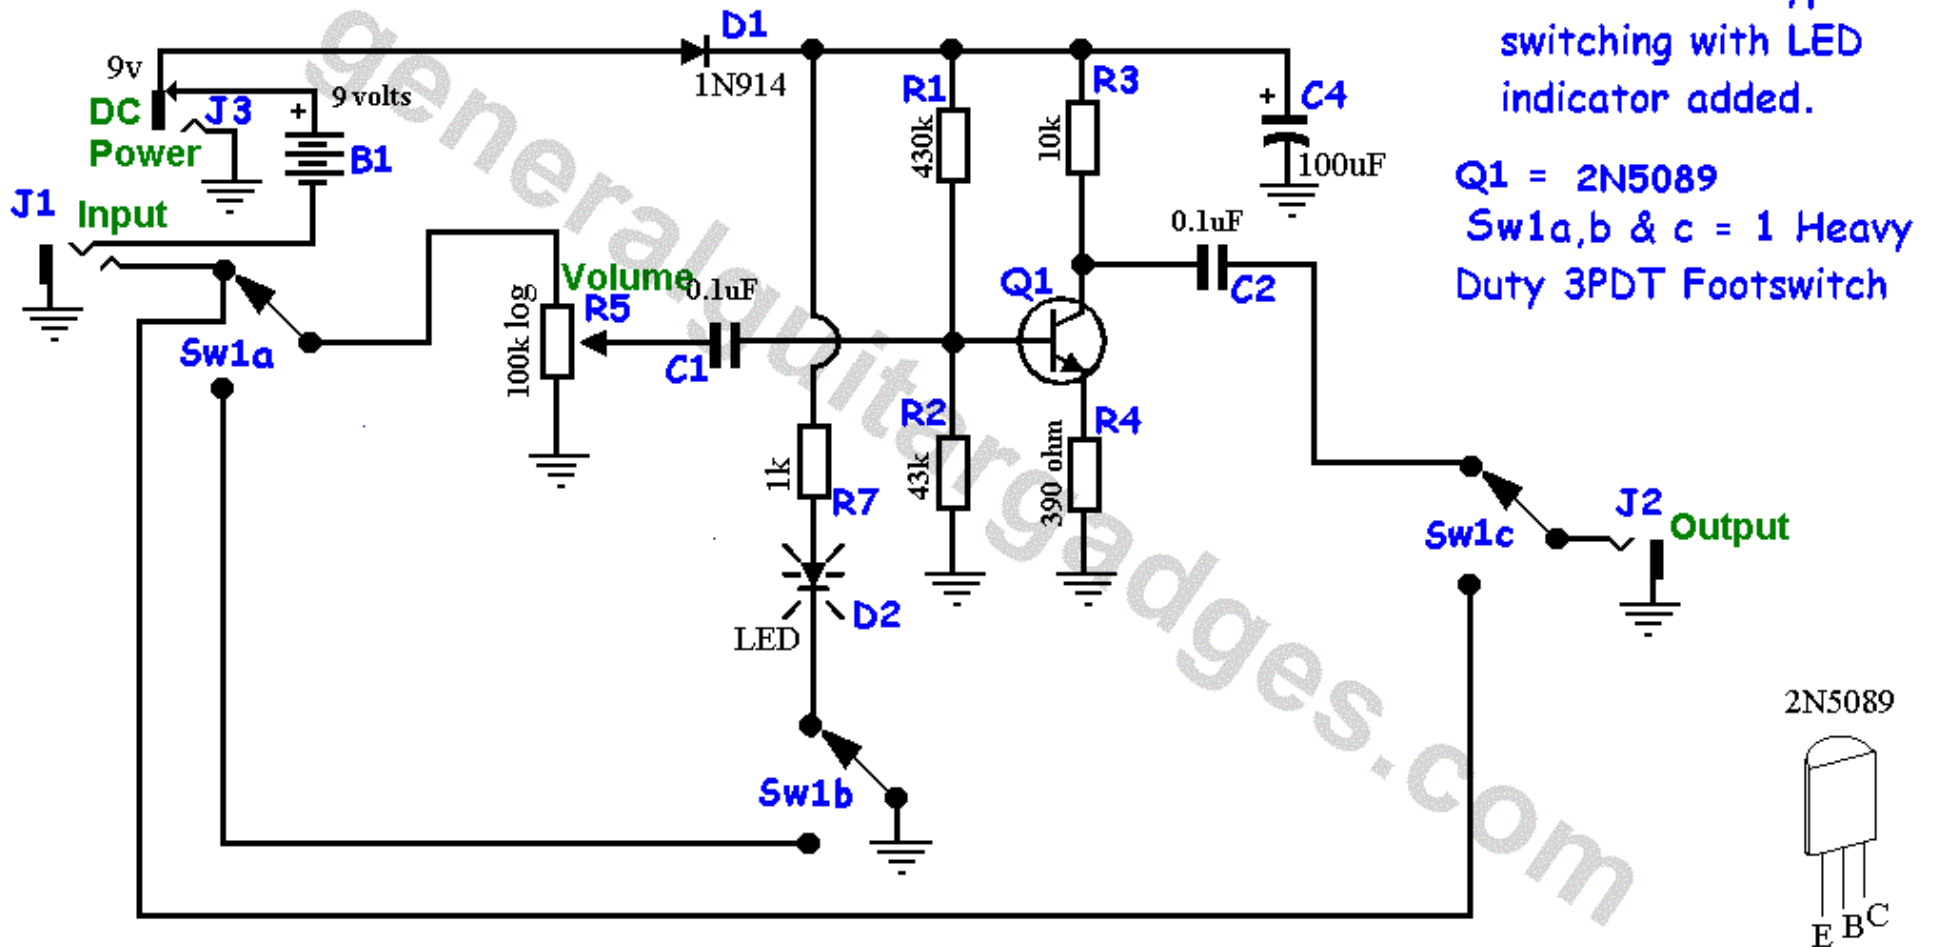 D1
9v
1N914
DC
Power
J3
9 volts
+
B1
R1
430k
R3
10k
+
C4
100uF
switching with LED
indicator added.
Q1 = 2N5089
Sw1a,b & c = 1 Heavy
Duty 3PDT Footswitch
J1
Input
Volume
R5
100k log
0.1uF
C1
Q1
0.1uF
C2
Sw1a
R2
43k
R4
390 ohm
1k
R7
LED
D2
Sw1b
Sw1c
J2
Output
2N5089
E B C
generalguitargadges.com